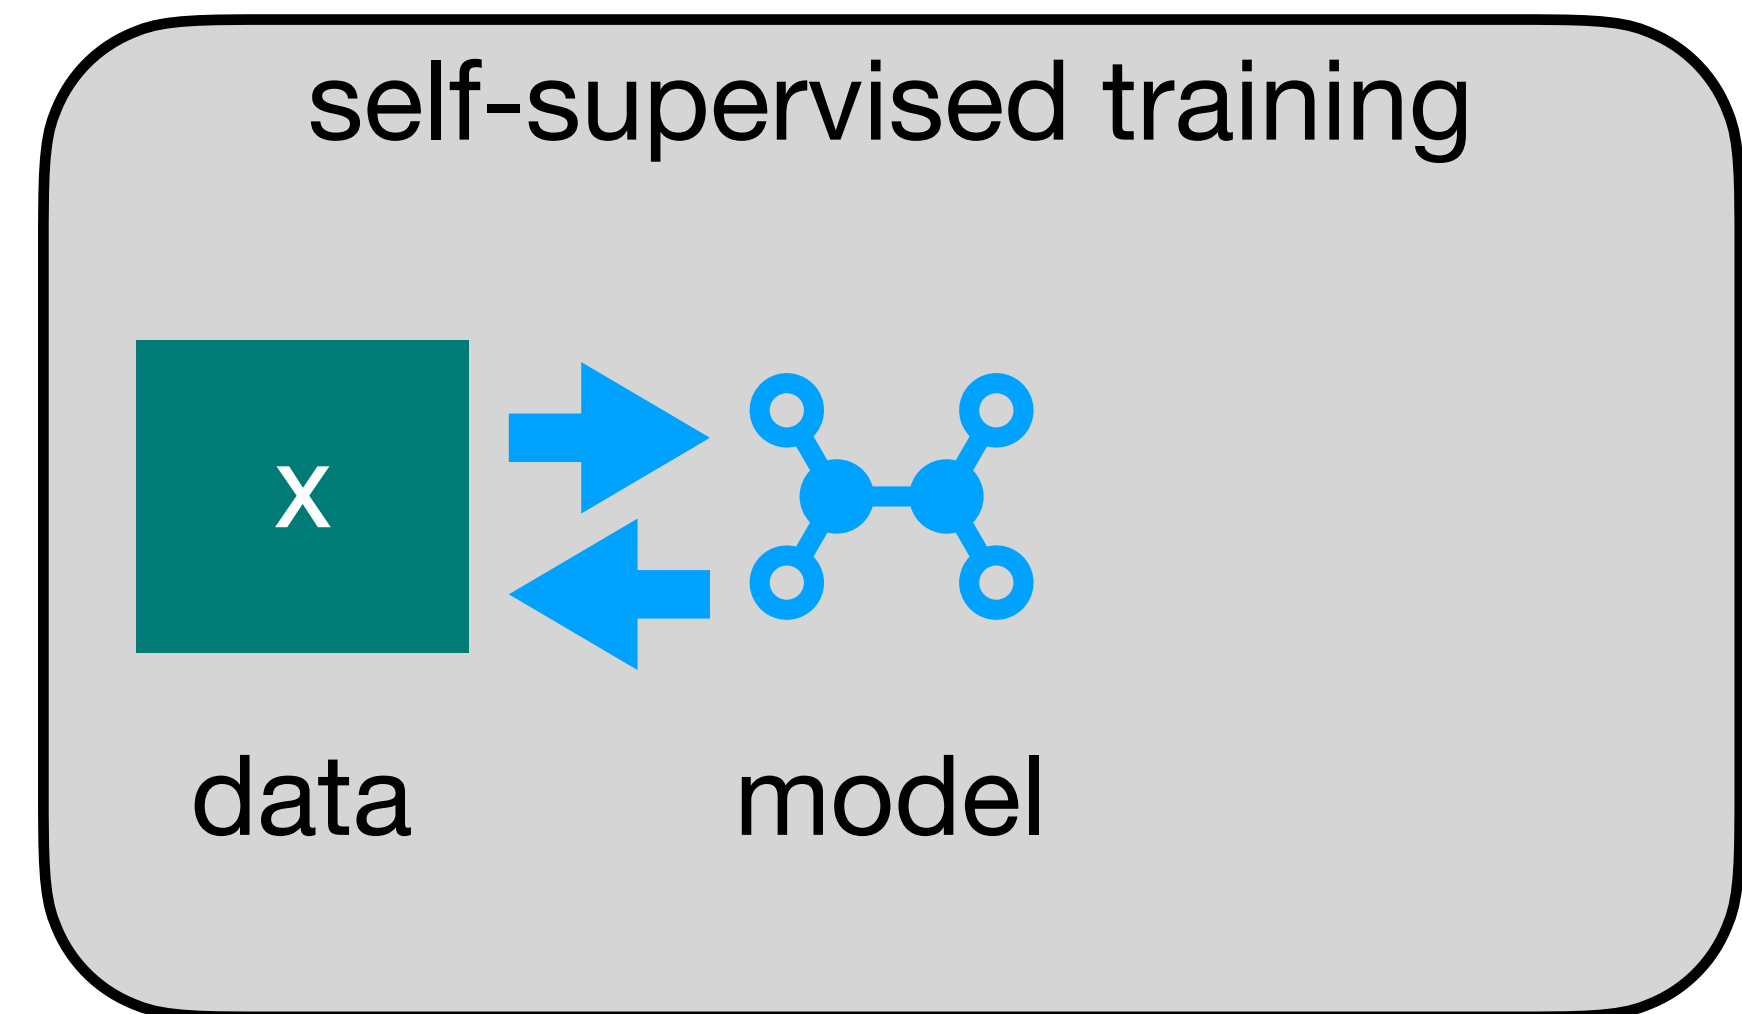 self-supervised training
x
data
model